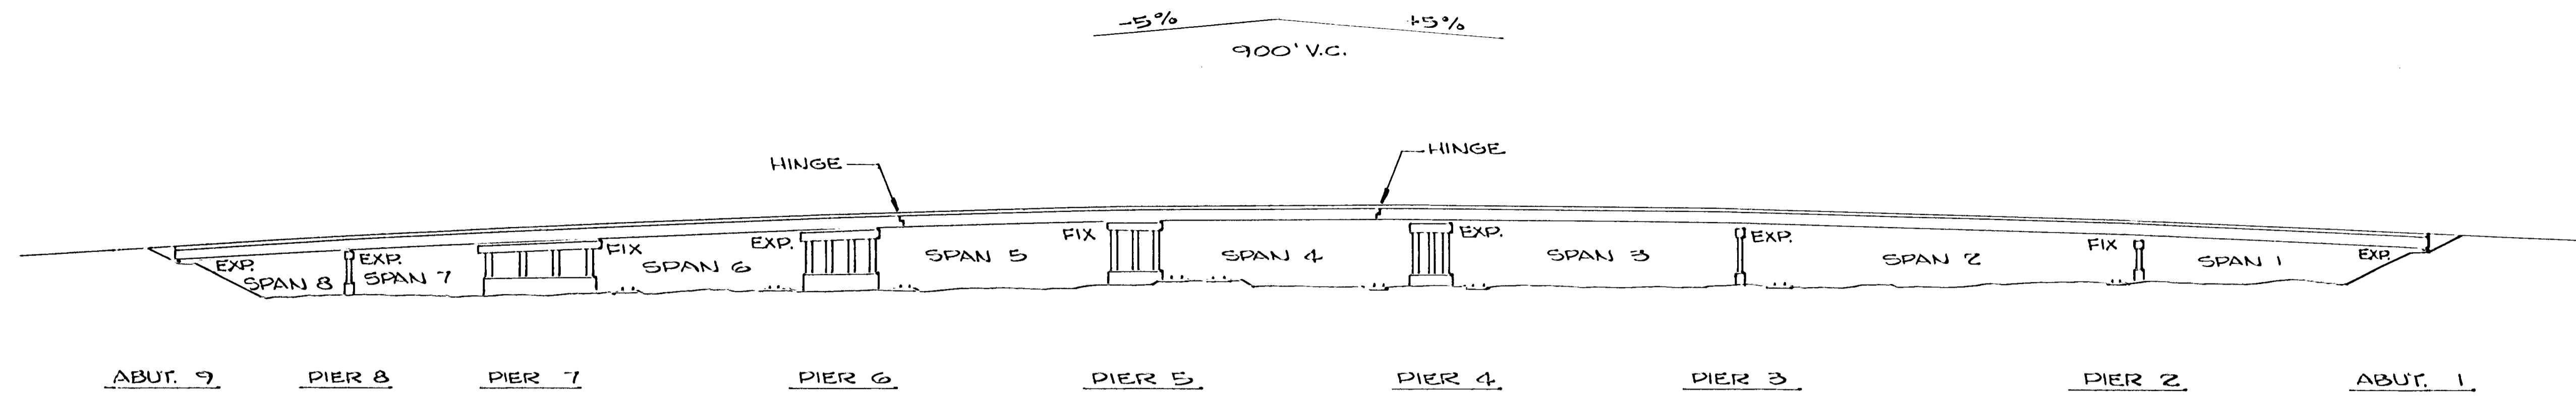 -5% +5%
900' V.C.
HINGE HINGE
EXP. EXP. FIX EXP. FIX EXP. EXP. FIX EXP.
SPAN 8 SPAN 7 SPAN 6 SPAN 5 SPAN 4 SPAN 3 SPAN 2 SPAN 1
ABUT. 9 PIER 8 PIER 7 PIER 6 PIER 5 PIER 4 PIER 3 PIER 2 ABUT. 1